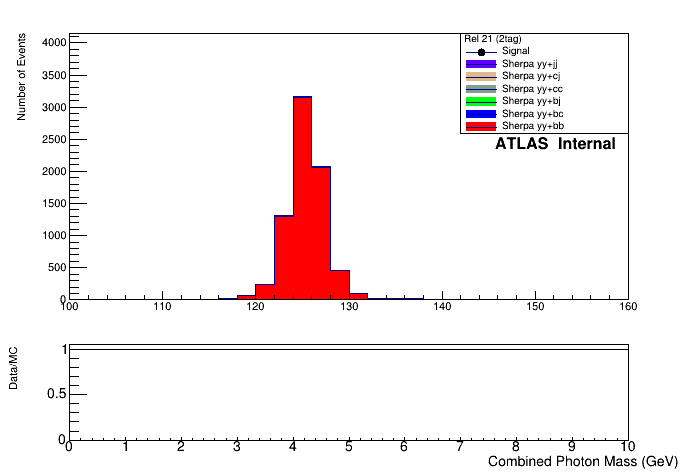 Number of Events
4000
3500
3000
2500
2000
1500
1000
500
0
100 110 120 130 140 150 160
Rel 21 (2tag)
Signal
Sherpa yy+jj
Sherpa yy+cj
Sherpa yy+cc
Sherpa yy+bj
Sherpa yy+bc
Sherpa yy+bb
ATLAS Internal
Data/MC
1
0.5
0
0 1 2 3 4 5 6 7 8 9 10
Combined Photon Mass (GeV)